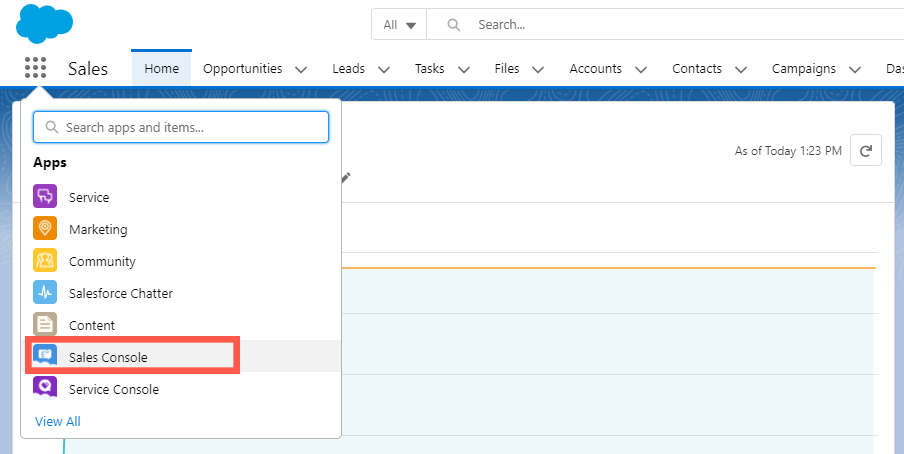 All
Search...
Sales Home Opportunities Leads Tasks Files Accounts Contacts Campaigns Das
Search apps and items...
As of Today 1:23 PM
Apps
Service
Marketing
Community
Salesforce Chatter
Content
Sales Console
Service Console
View All